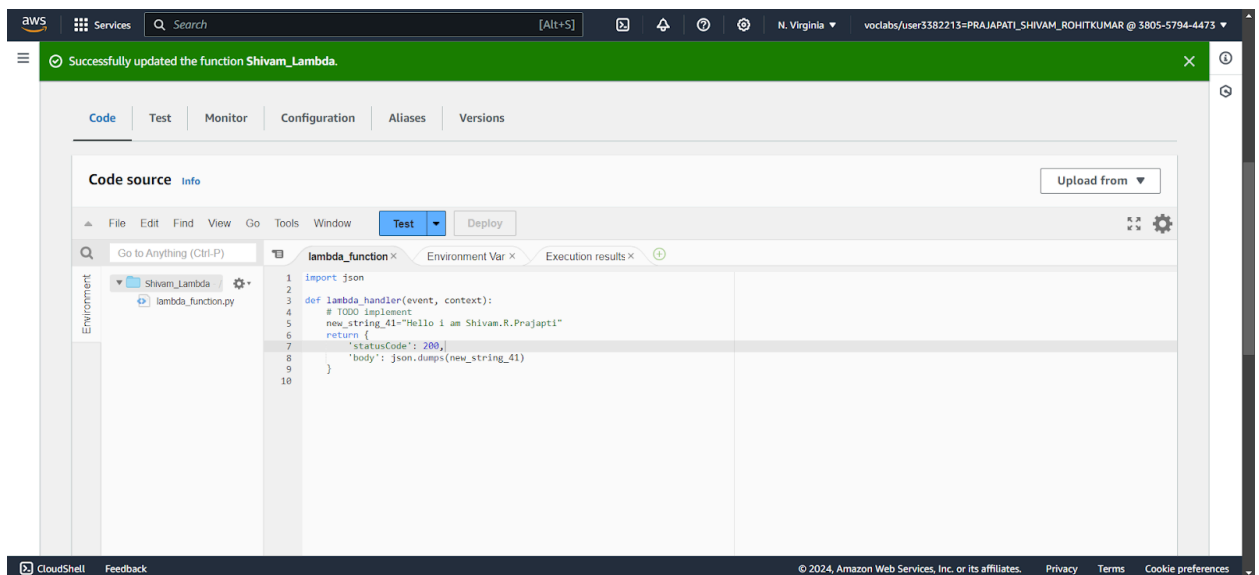 aws Services Search [Alt+S] N. Virginia ▼ voclabs/user3382213=PRAJAPATI_SHIVAM_ROHITKUMAR @ 3805-5794-4473 ▼
Successfully updated the function Shivam_Lambda.
Code Test Monitor Configuration Aliases Versions
Code source Info Upload from ▼
File Edit Find View Go Tools Window Test Deploy
Go to Anything (Ctrl-P) lambda_function × Environment Var × Execution results ×
Environment
Shivam_Lambda /
lambda_function.py
1 import json
2
3 def lambda_handler(event, context):
4     # TODO implement
5     new_string_41="Hello i am Shivam.R.Prajapti"
6     return {
7         'statusCode': 200,
8         'body': json.dumps(new_string_41)
9     }
10
CloudShell Feedback © 2024, Amazon Web Services, Inc. or its affiliates. Privacy Terms Cookie preferences